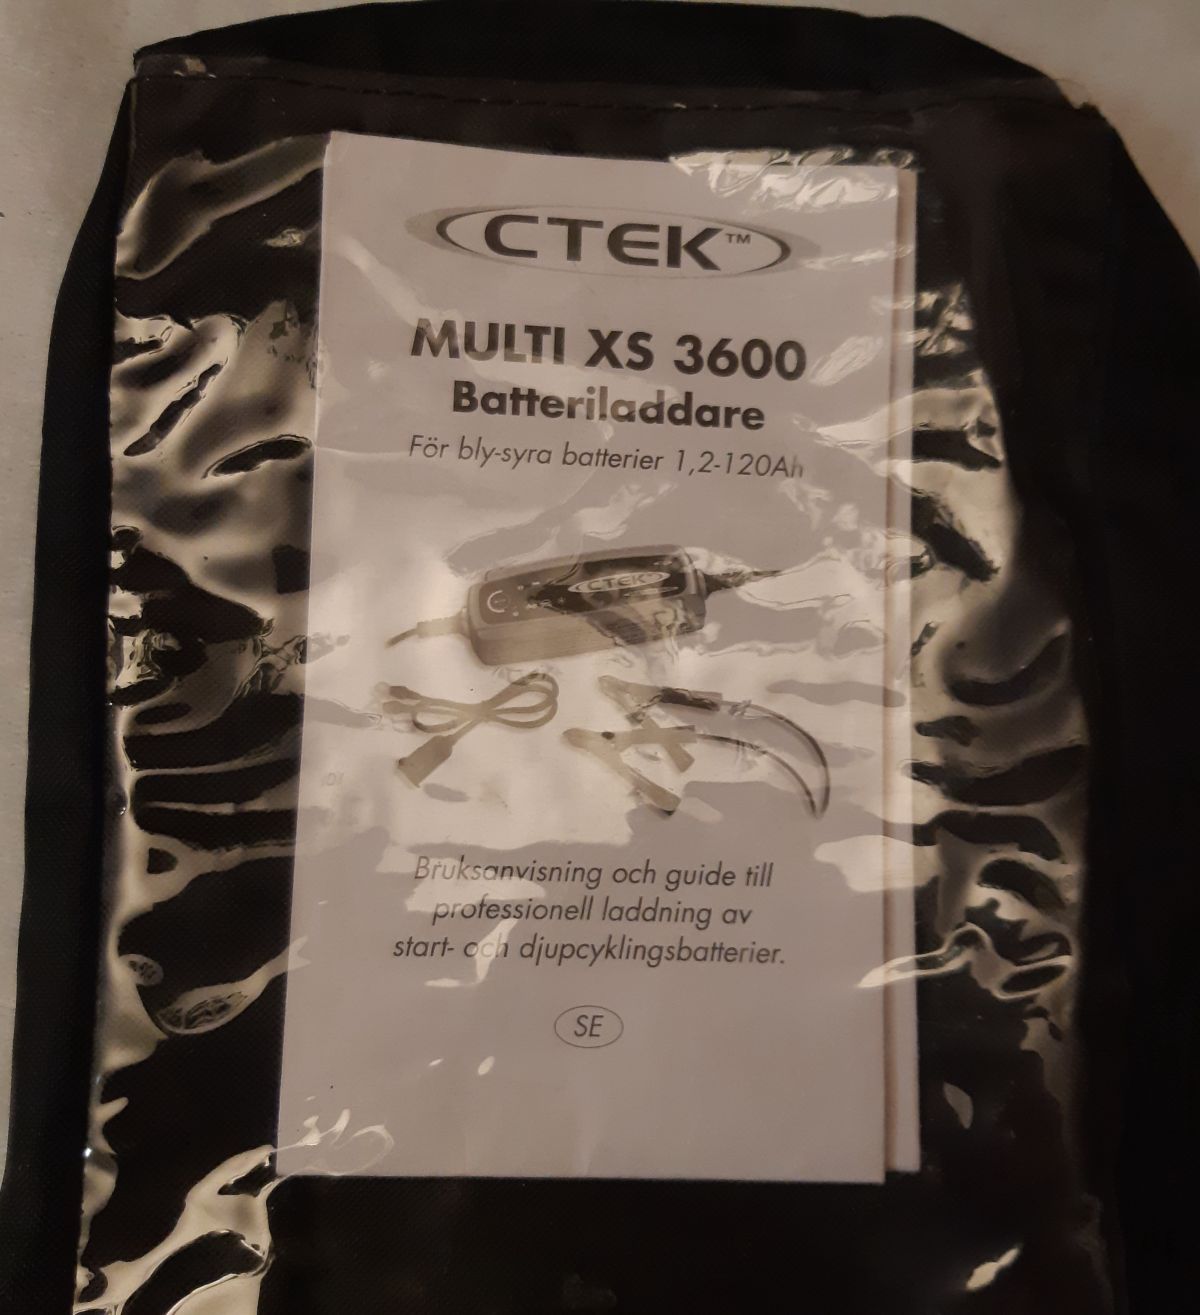 CTEK™
MULTI XS 3600
Batteriladdare
För bly-syra batterier 1,2-120Ah
CTEK
Bruksanvisning och guide till
professionell laddning av
start- och djupcyklingsbatterier.
SE